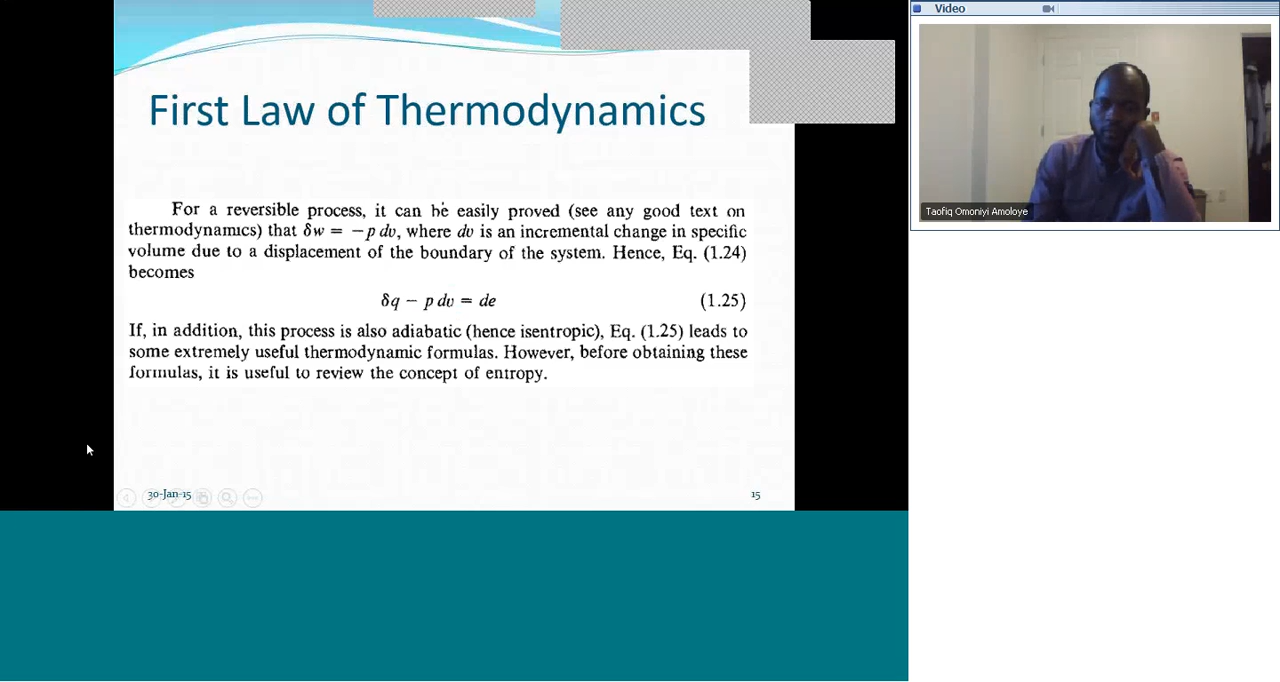 First Law of Thermodynamics
For a reversible process, it can be easily proved (see any good text on
thermodynamics) that δw = −p dv, where dv is an incremental change in specific
volume due to a displacement of the boundary of the system. Hence, Eq. (1.24)
becomes
δq − p dv = de (1.25)
If, in addition, this process is also adiabatic (hence isentropic), Eq. (1.25) leads to
some extremely useful thermodynamic formulas. However, before obtaining these
formulas, it is useful to review the concept of entropy.
30-Jan-15
15
Video
Taofiq Omoniyi Amoloye